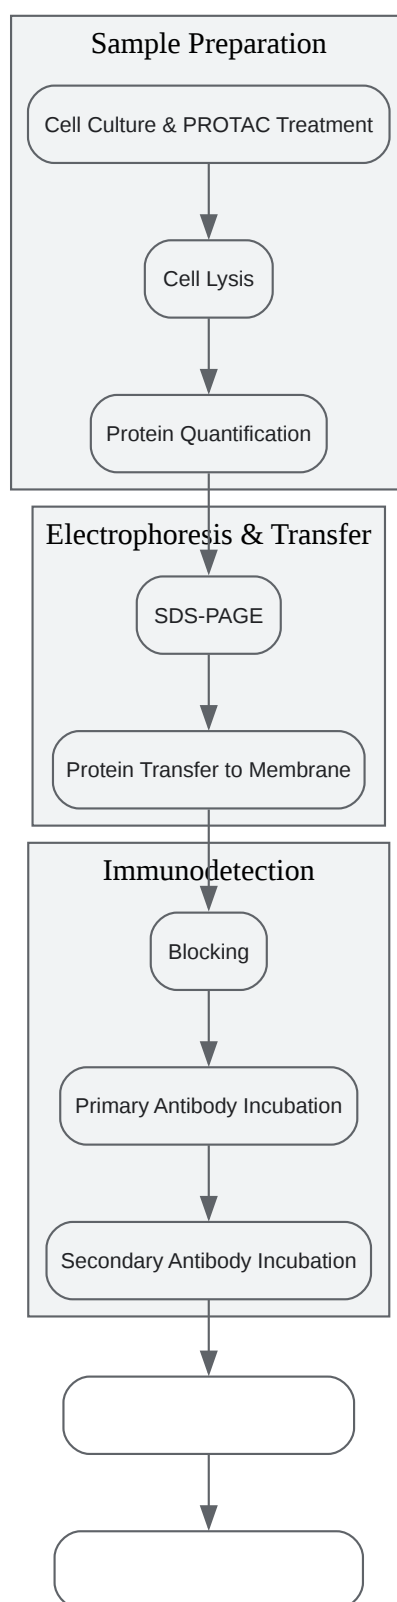 Sample Preparation
Cell Culture & PROTAC Treatment
Cell Lysis
Protein Quantification
Electrophoresis & Transfer
SDS-PAGE
Protein Transfer to Membrane
Immunodetection
Blocking
Primary Antibody Incubation
Secondary Antibody Incubation